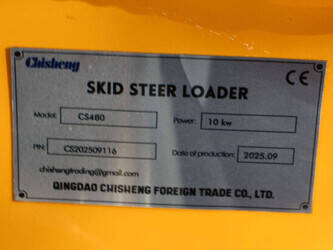 Chisheng
CE
SKID STEER LOADER
Model: CS480 Power: 10 kw
PIN: CS202509116 Date of production: 2025.09
chishengtrading@gmail.com
QINGDAO CHISHENG FOREIGN TRADE CO., LTD.